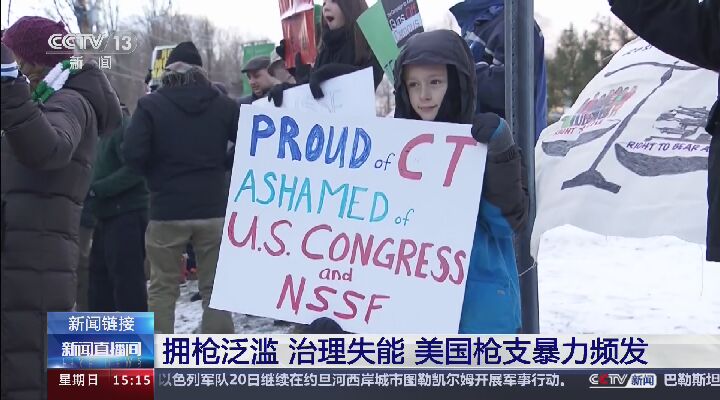 CCTV 13
新闻
PROUD of CT
ASHAMED of
U.S. CONGRESS
and
NSSF
RIGHT TO BEAR A
新闻链接
新闻直播间
拥枪泛滥 治理失能 美国枪支暴力频发
星期日 15:15
以色列军队20日继续在约旦河西岸城市图勒凯尔姆开展军事行动。 CCTV 新闻 巴勒斯坦